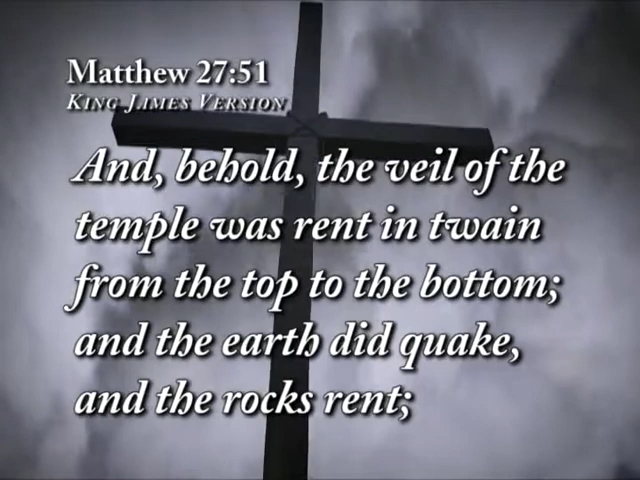 Matthew 27:51
King James Version
And, behold, the veil of the
temple was rent in twain
from the top to the bottom;
and the earth did quake,
and the rocks rent;